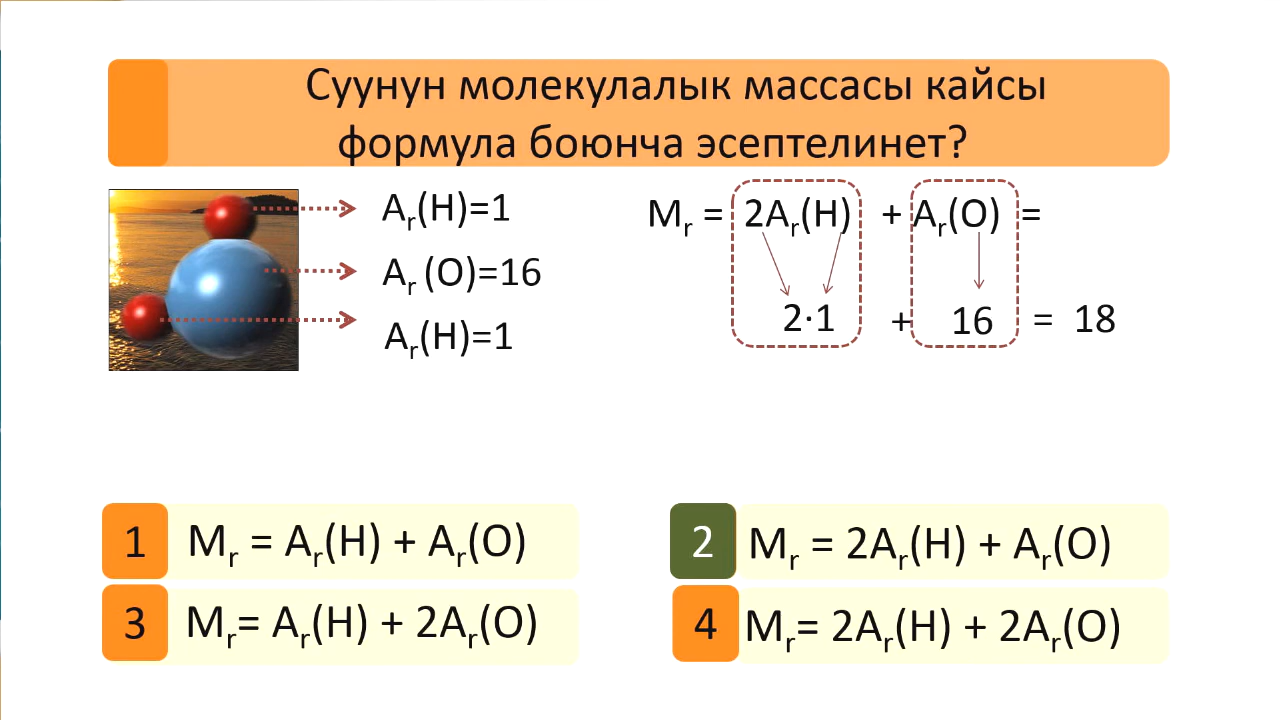 Суунун молекулалык массасы кайсы
формула боюнча эсептелинет?
Aᵣ(H)=1
Aᵣ (O)=16
Aᵣ(H)=1
Mᵣ = 2Aᵣ(H) + Aᵣ(O) =
2·1 + 16 = 18
1 Mᵣ = Aᵣ(H) + Aᵣ(O)
2 Mᵣ = 2Aᵣ(H) + Aᵣ(O)
3 Mᵣ= Aᵣ(H) + 2Aᵣ(O)
4 Mᵣ= 2Aᵣ(H) + 2Aᵣ(O)